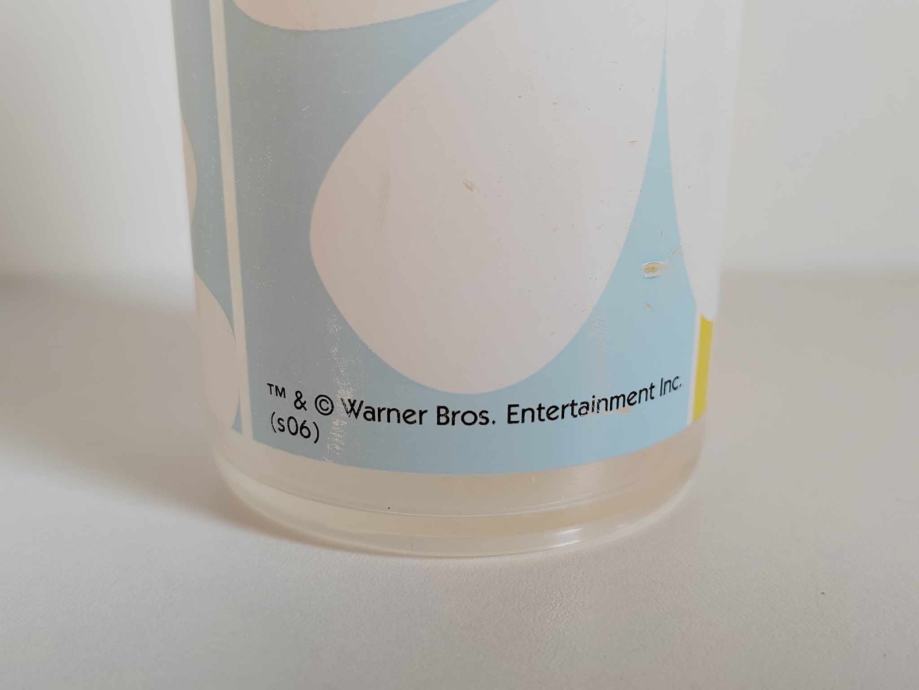 ™ & © Warner Bros. Entertainment Inc.
(s06)